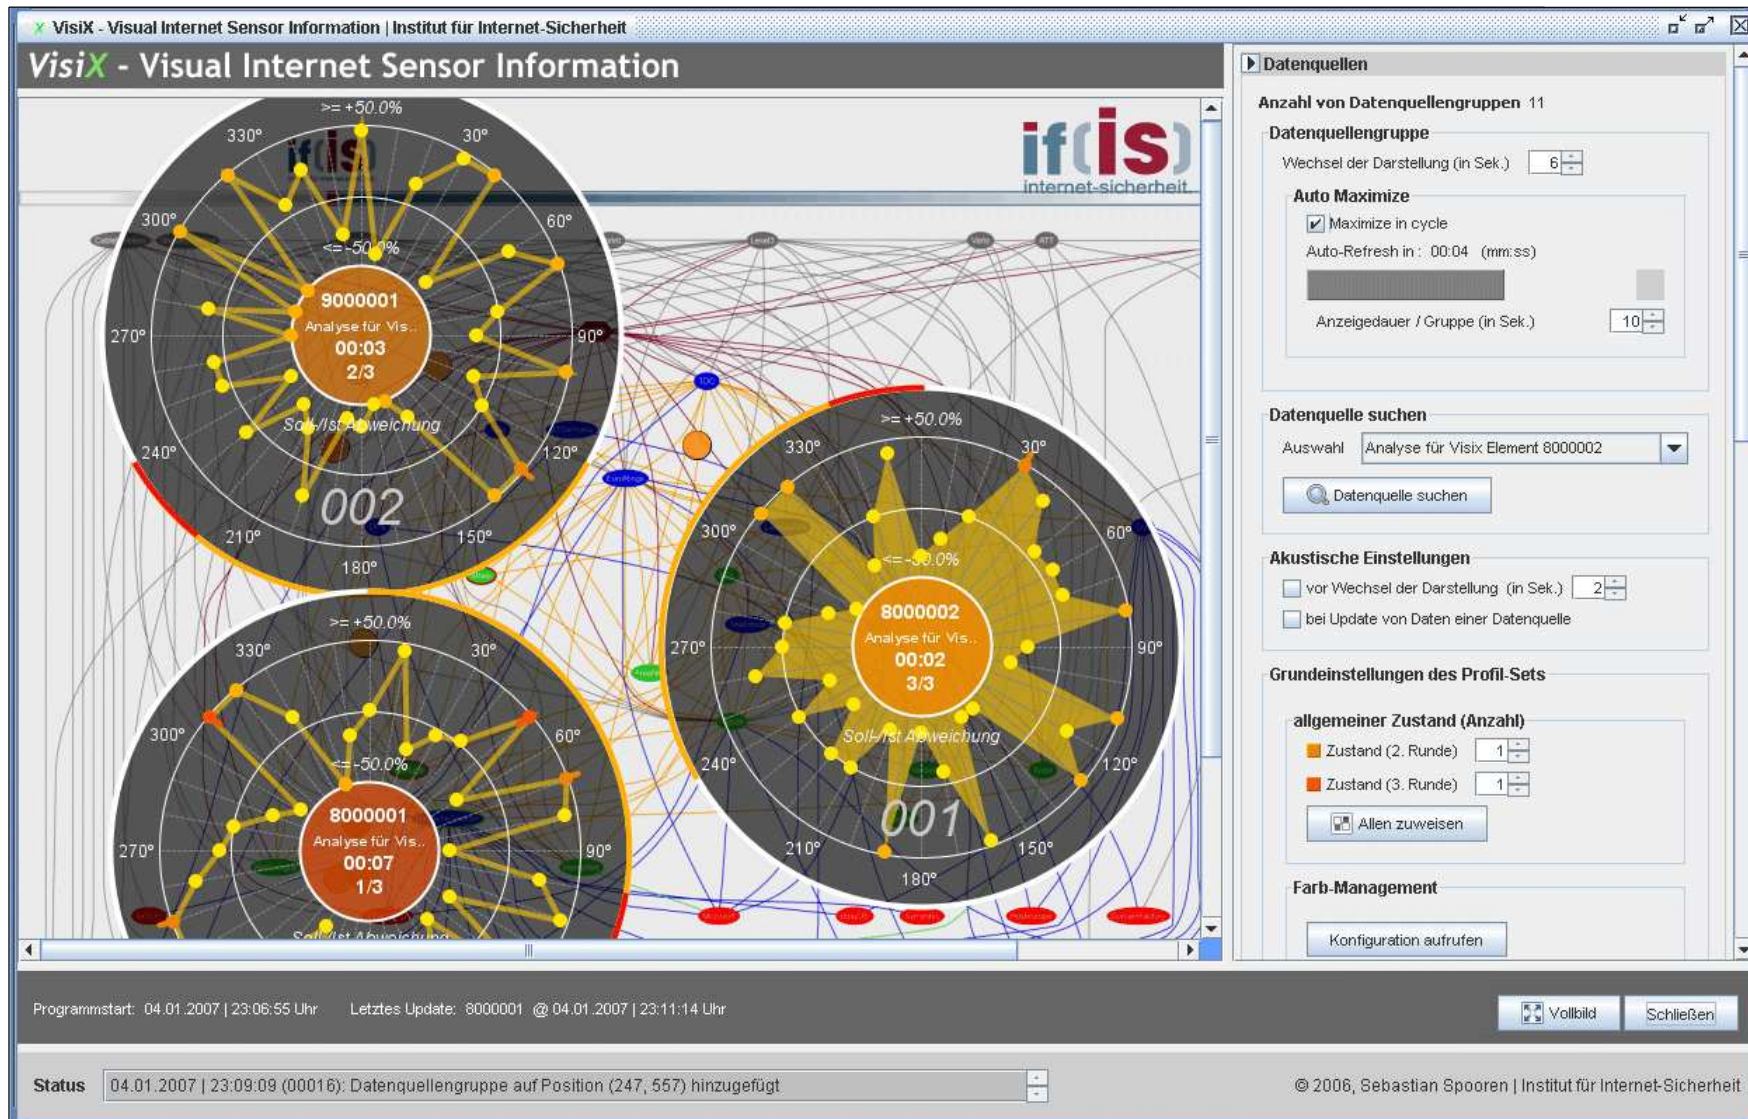 VisiX - Visual Internet Sensor Information | Institut für Internet-Sicherheit
VisiX - Visual Internet Sensor Information
if(is)
internet-sicherheit.
if(is)
>= +50.0%
330° 30°
300° 60°
<= -50.0%
270° 90°
240° 120°
210° 150°
180°
9000001
Analyse für Vis..
00:03
2/3
Soll-/Ist Abweichung
002
Level3
ATT
>= +50.0%
330° 30°
300° 60°
<= -50.0%
270° 90°
240° 120°
210° 150°
180°
8000002
Analyse für Vis..
00:02
3/3
Soll-/Ist Abweichung
001
>= +50.0%
330° 30°
300° 60°
<= -50.0%
270° 90°
8000001
Analyse für Vis..
00:07
1/3
Soll-/Ist Abweichung
Datenquellen
Anzahl von Datenquellengruppen 11
Datenquellengruppe
Wechsel der Darstellung (in Sek.) 6
Auto Maximize
Maximize in cycle
Auto-Refresh in : 00:04 (mm:ss)
Anzeigedauer / Gruppe (in Sek.) 10
Datenquelle suchen
Auswahl Analyse für Visix Element 8000002
Datenquelle suchen
Akustische Einstellungen
vor Wechsel der Darstellung (in Sek.) 2
bei Update von Daten einer Datenquelle
Grundeinstellungen des Profil-Sets
allgemeiner Zustand (Anzahl)
Zustand (2. Runde) 1
Zustand (3. Runde) 1
Allen zuweisen
Farb-Management
Konfiguration aufrufen
Programmstart: 04.01.2007 | 23:06:55 Uhr Letztes Update: 8000001 @ 04.01.2007 | 23:11:14 Uhr
Vollbild Schließen
Status 04.01.2007 | 23:09:09 (00016): Datenquellengruppe auf Position (247, 557) hinzugefügt
© 2006, Sebastian Spooren | Institut für Internet-Sicherheit